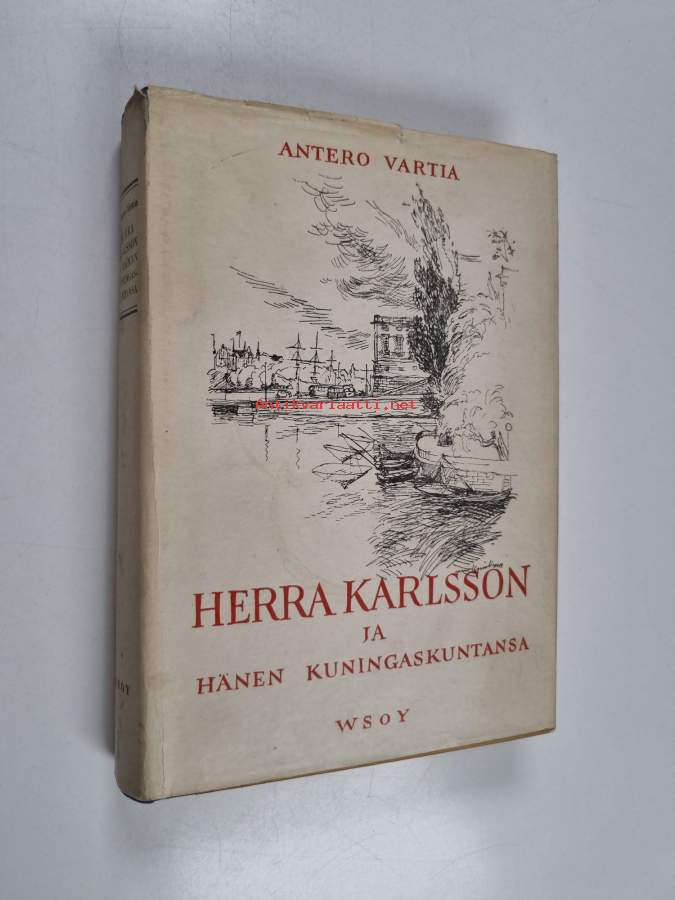 ANTERO VARTIA
Antikvariaatti.net
HERRA KARLSSON
JA
HÄNEN KUNINGASKUNTANSA
WSOY